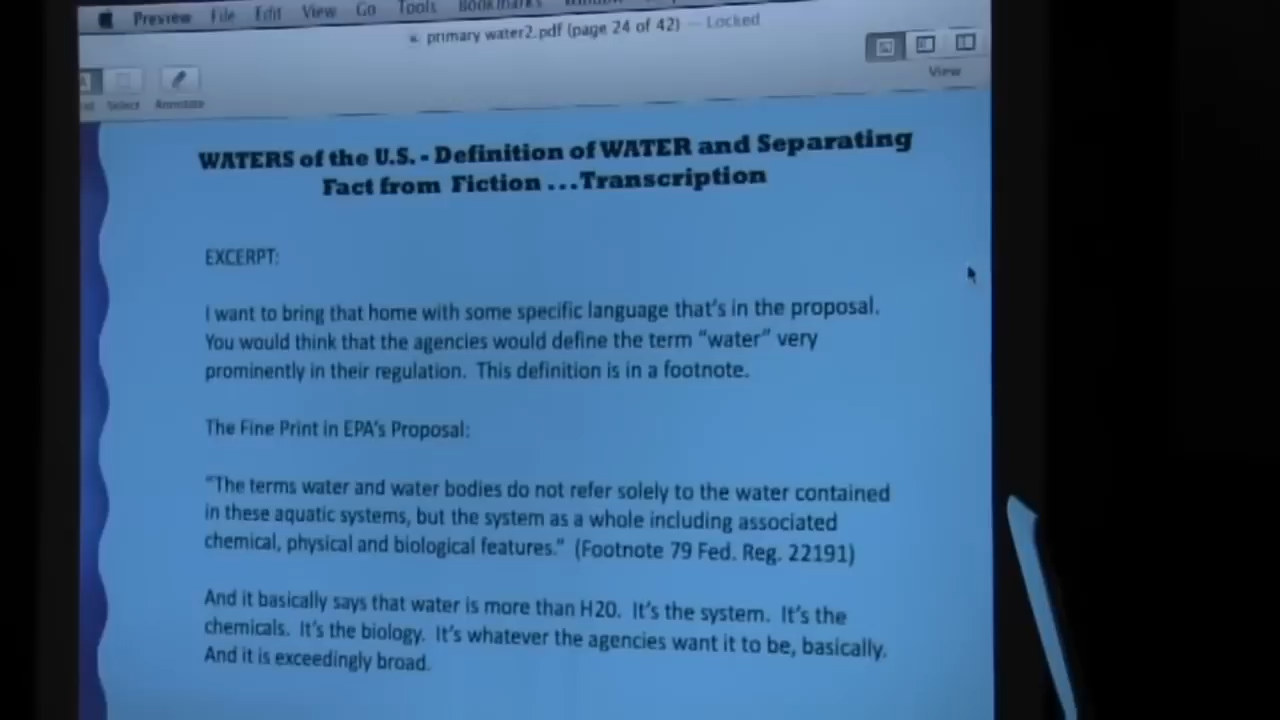 Preview File Edit View Go Tools Bookmarks
primary water2.pdf (page 24 of 42) — Locked
Select Annotate View
WATERS of the U.S. - Definition of WATER and Separating
Fact from Fiction ...Transcription
EXCERPT:
I want to bring that home with some specific language that's in the proposal.
You would think that the agencies would define the term "water" very
prominently in their regulation. This definition is in a footnote.
The Fine Print in EPA's Proposal:
"The terms water and water bodies do not refer solely to the water contained
in these aquatic systems, but the system as a whole including associated
chemical, physical and biological features." (Footnote 79 Fed. Reg. 22191)
And it basically says that water is more than H20. It's the system. It's the
chemicals. It's the biology. It's whatever the agencies want it to be, basically.
And it is exceedingly broad.